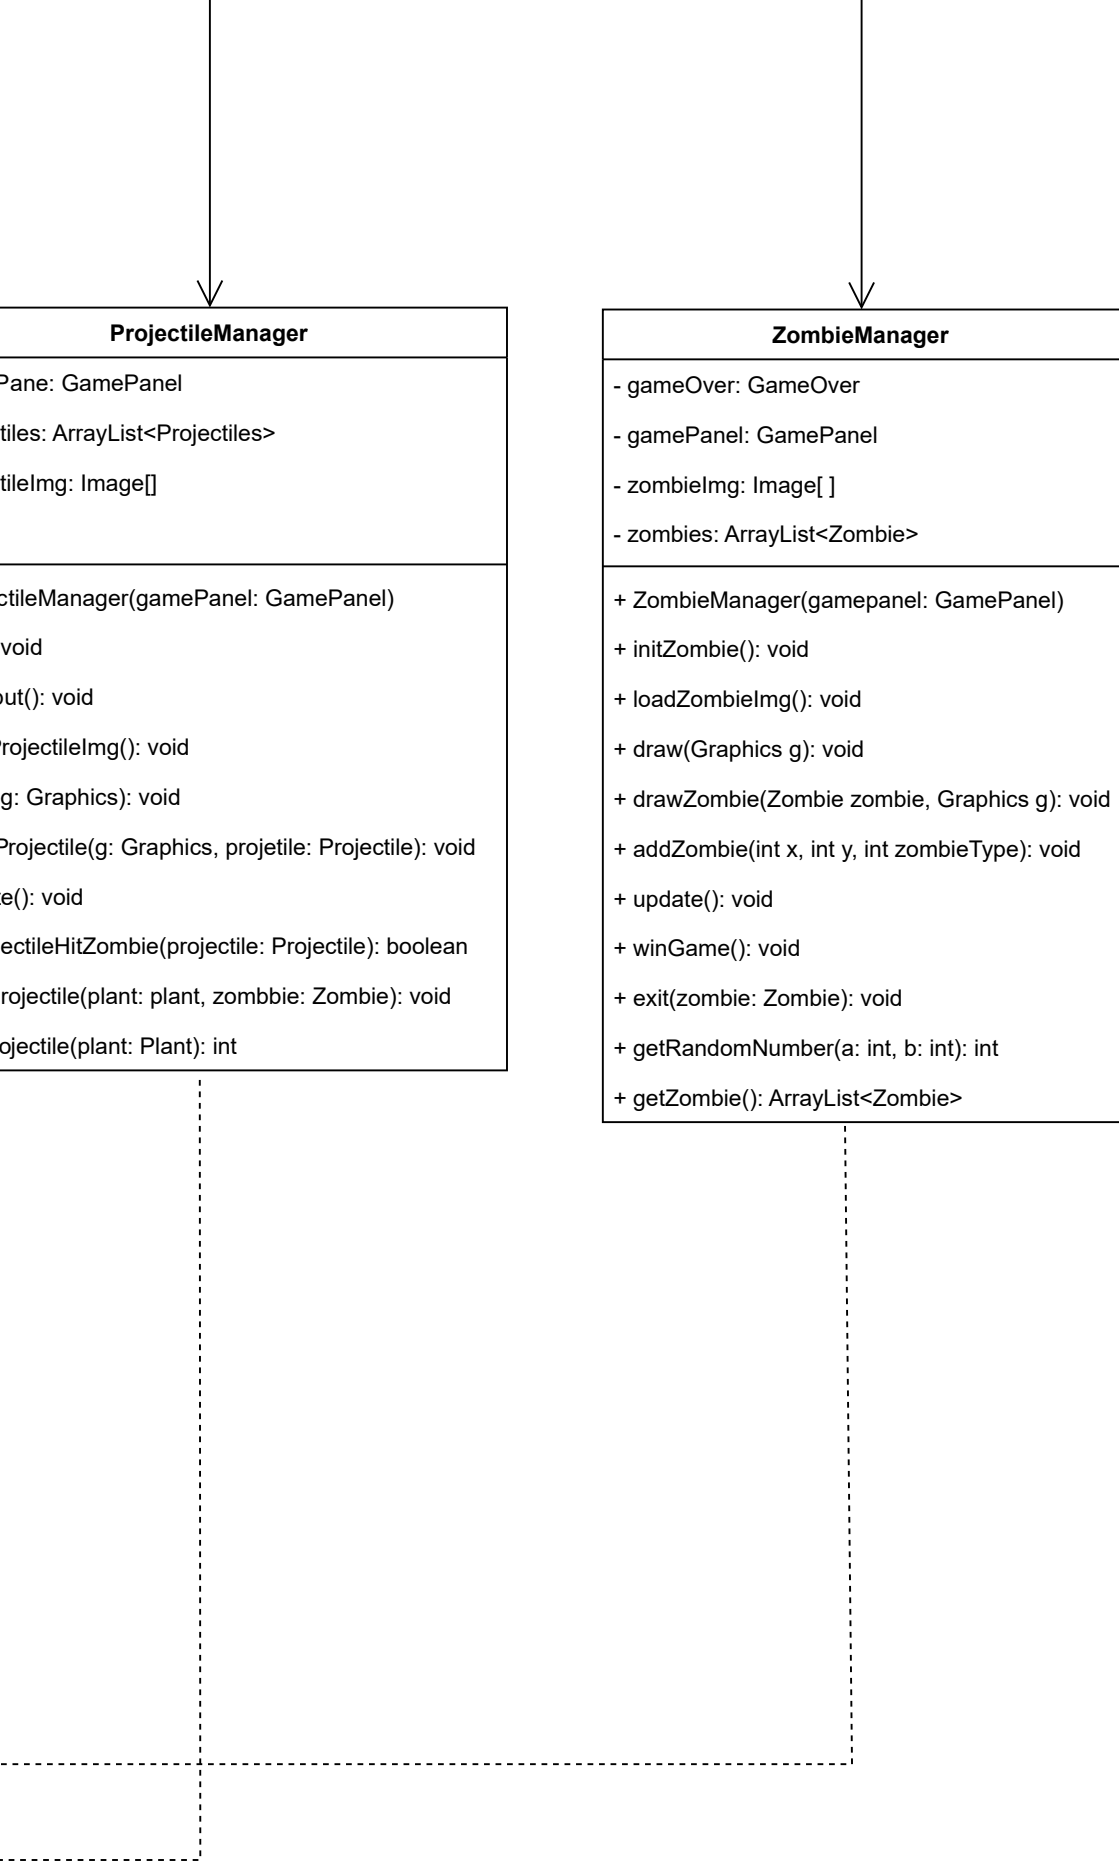 ProjectileManager
Pane: GamePanel
tiles: ArrayList<Projectiles>
tileImg: Image[]
ctileManager(gamePanel: GamePanel)
void
out(): void
ProjectileImg(): void
g: Graphics): void
Projectile(g: Graphics, projetile: Projectile): void
te(): void
jectileHitZombie(projectile: Projectile): boolean
rojectile(plant: plant, zombbie: Zombie): void
ojectile(plant: Plant): int
ZombieManager
- gameOver: GameOver
- gamePanel: GamePanel
- zombieImg: Image[ ]
- zombies: ArrayList<Zombie>
+ ZombieManager(gamepanel: GamePanel)
+ initZombie(): void
+ loadZombieImg(): void
+ draw(Graphics g): void
+ drawZombie(Zombie zombie, Graphics g): void
+ addZombie(int x, int y, int zombieType): void
+ update(): void
+ winGame(): void
+ exit(zombie: Zombie): void
+ getRandomNumber(a: int, b: int): int
+ getZombie(): ArrayList<Zombie>